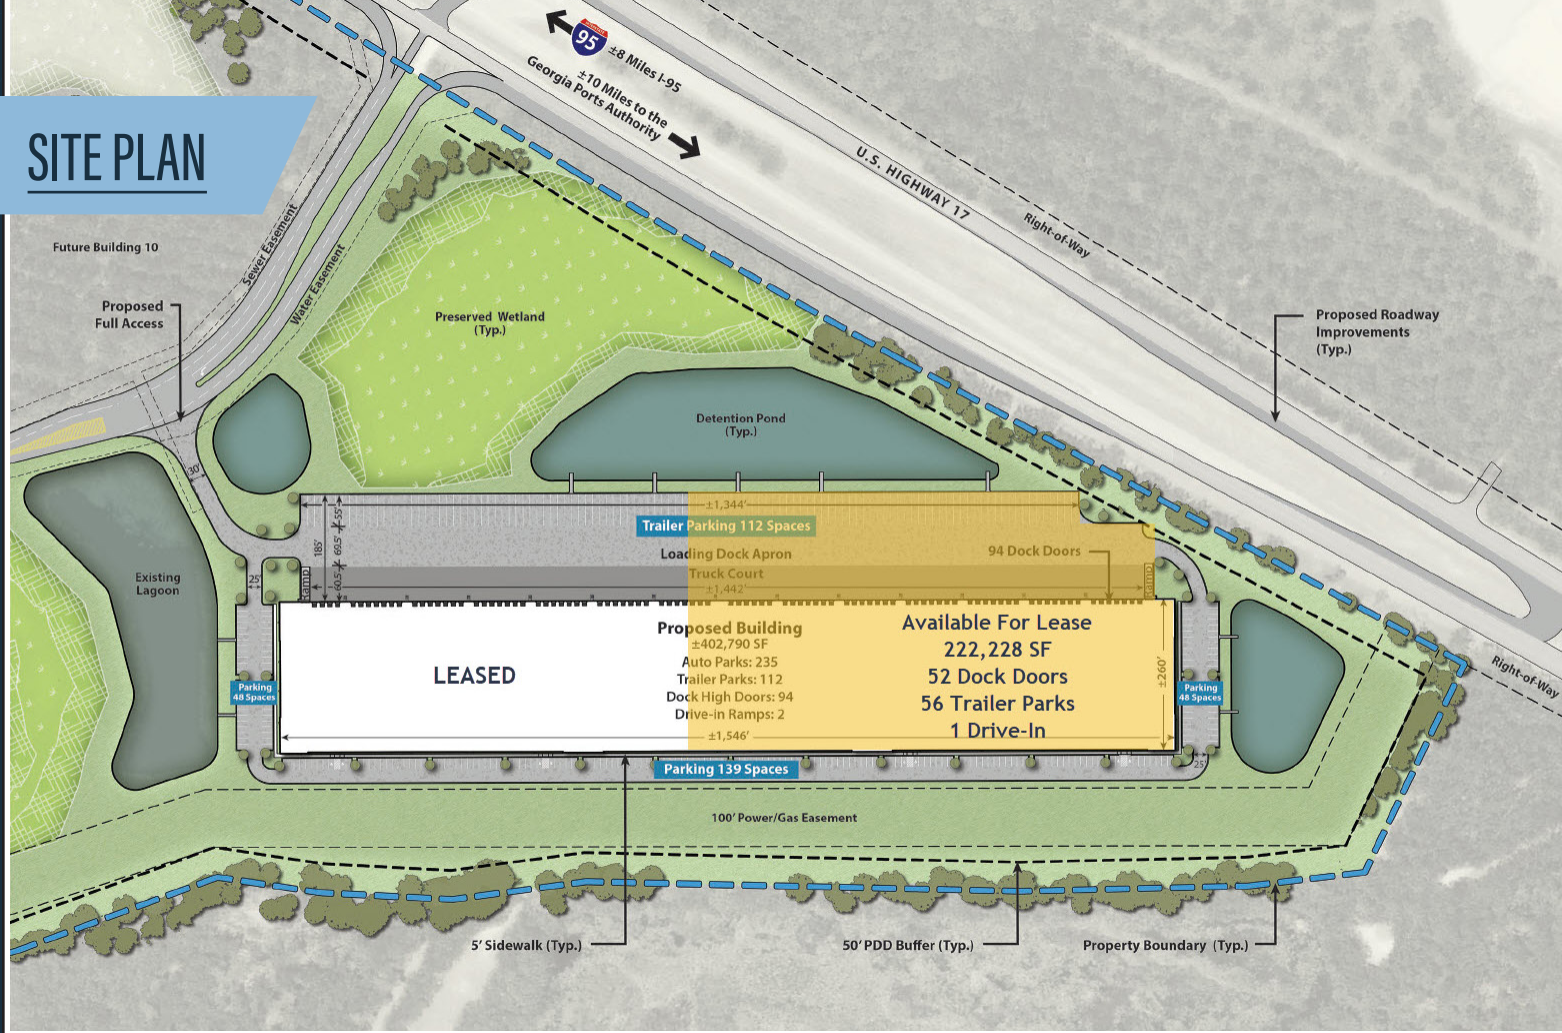 95
±8 Miles I-95
±10 Miles to the
Georgia Ports Authority
SITE PLAN
U.S. HIGHWAY 17
Right-of-Way
Future Building 10
Sewer Easement
Water Easement
Proposed
Full Access
Preserved Wetland
(Typ.)
Proposed Roadway
Improvements
(Typ.)
Detention Pond
(Typ.)
30'
±1,344'
Trailer Parking 112 Spaces
55'
69.5'
185'
60.5'
Loading Dock Apron
94 Dock Doors
Truck Court
±1,442'
Ramp
Ramp
Existing
Lagoon
25'
Proposed Building
±402,790 SF
Auto Parks: 235
Trailer Parks: 112
Dock High Doors: 94
Drive-in Ramps: 2
±1,546'
LEASED
Available For Lease
222,228 SF
52 Dock Doors
56 Trailer Parks
1 Drive-In
±260'
Parking
48 Spaces
Parking
48 Spaces
Right-of-Way
Parking 139 Spaces
25'
100' Power/Gas Easement
5' Sidewalk (Typ.)
50' PDD Buffer (Typ.)
Property Boundary (Typ.)